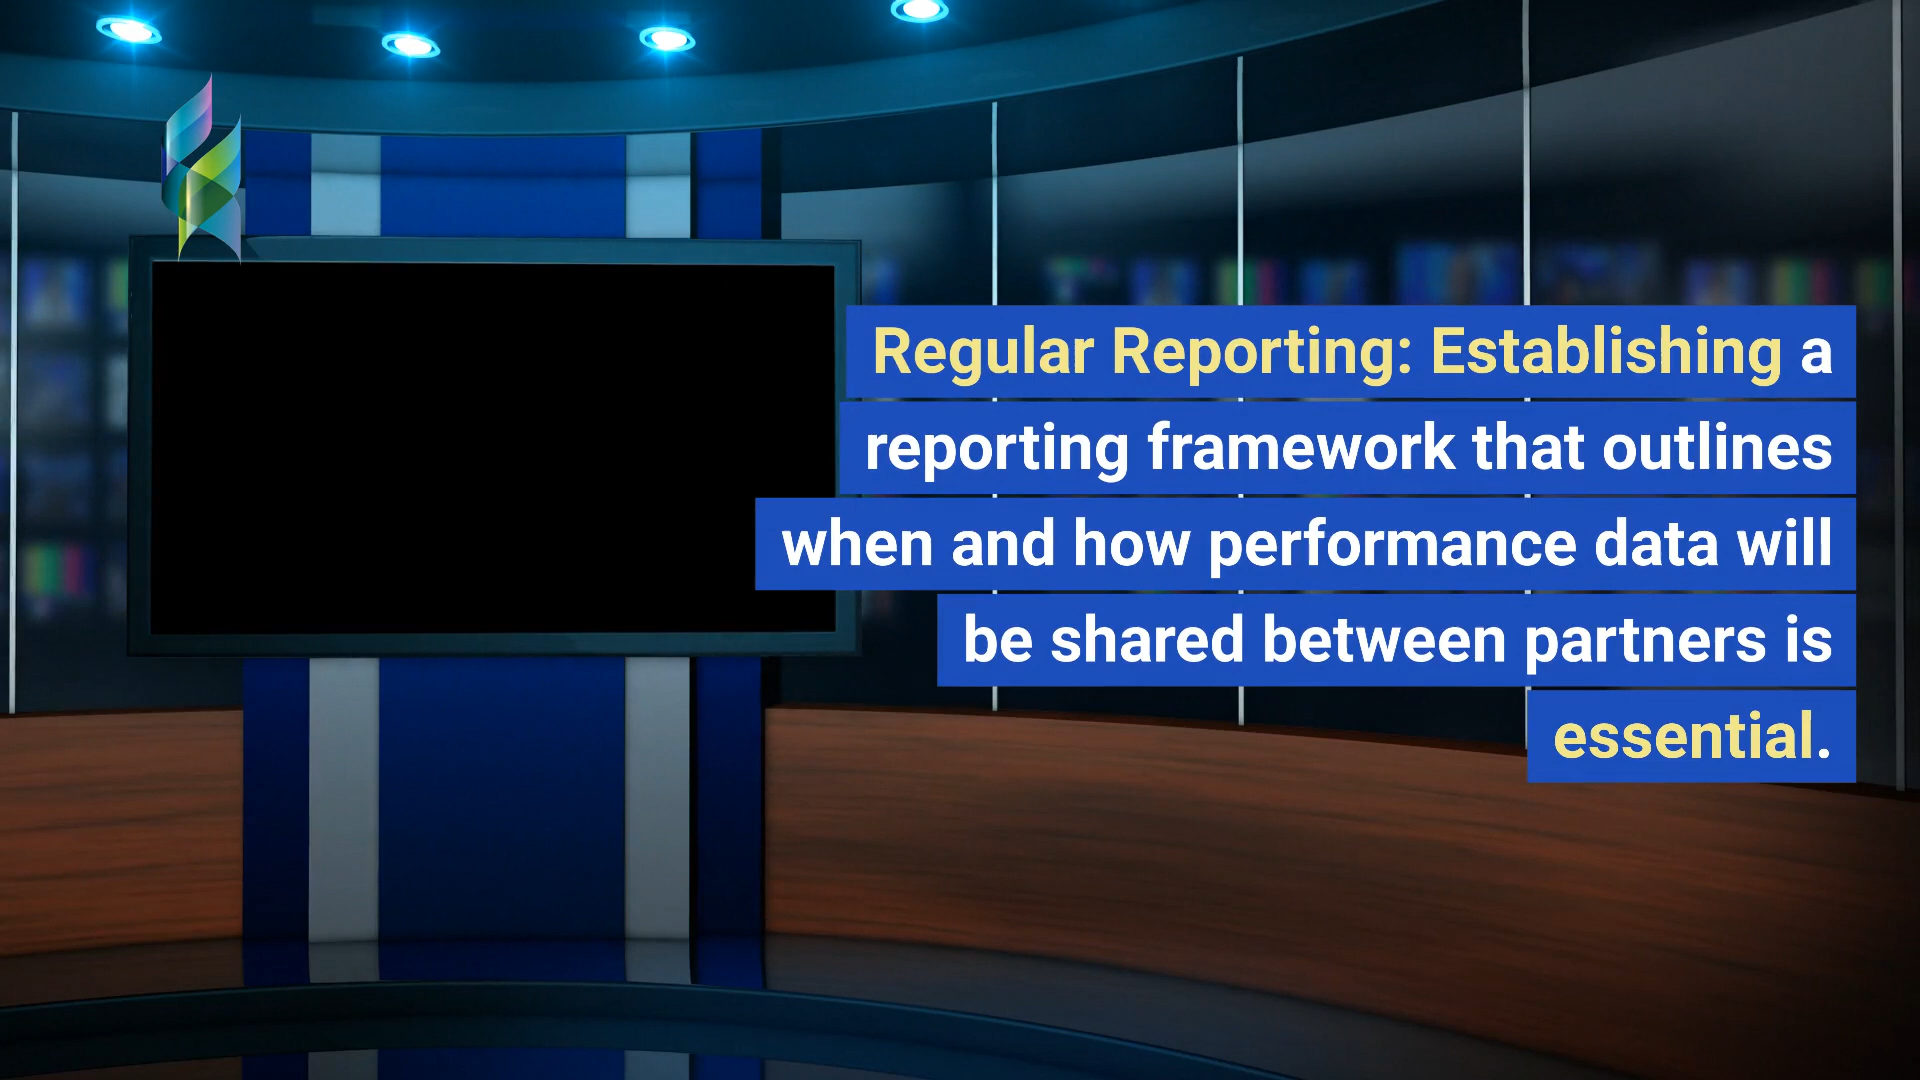 Regular Reporting: Establishing a
reporting framework that outlines
when and how performance data will
be shared between partners is
essential.